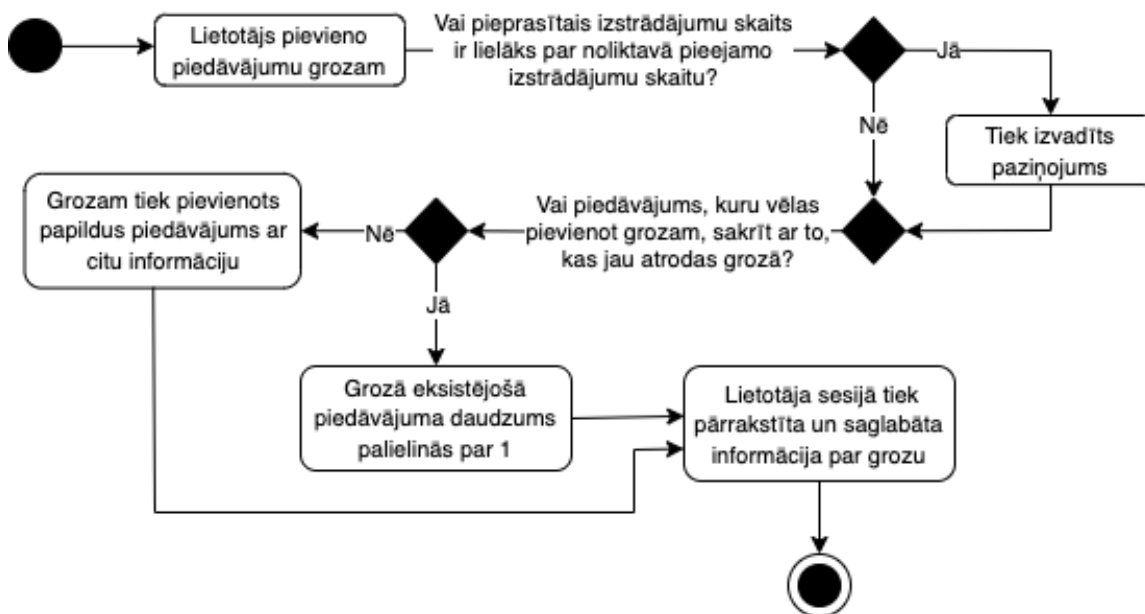 Lietotājs pievieno
piedāvājumu grozam
Vai pieprasītais izstrādājumu skaits
ir lielāks par noliktavā pieejamo
izstrādājumu skaitu?
Jā
Nē
Tiek izvadīts
paziņojums
Vai piedāvājums, kuru vēlas
pievienot grozam, sakrīt ar to,
kas jau atrodas grozā?
Nē
Grozam tiek pievienots
papildus piedāvājums ar
citu informāciju
Jā
Grozā eksistējošā
piedāvājuma daudzums
palielinās par 1
Lietotāja sesijā tiek
pārrakstīta un saglabāta
informācija par grozu